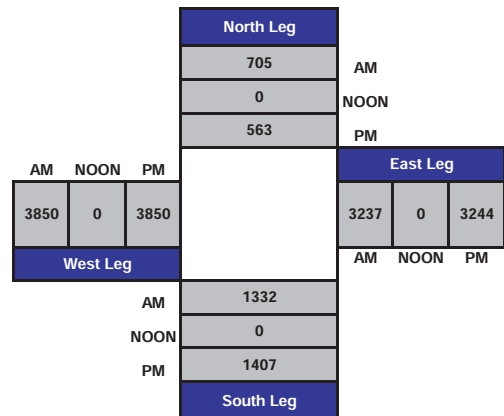 North Leg
705 AM
0 NOON
563 PM
AM NOON PM
East Leg
3850 0 3850
3237 0 3244
West Leg
AM NOON PM
AM 1332
NOON 0
PM 1407
South Leg